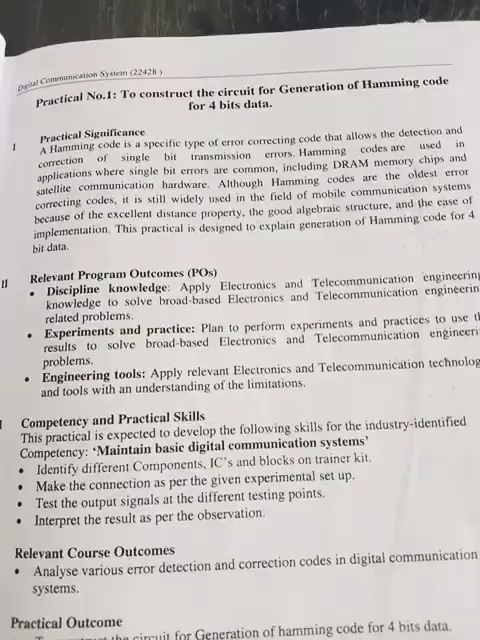 Digital Communication System (22428 )
Practical No.1: To construct the circuit for Generation of Hamming code
for 4 bits data.
I Practical Significance
A Hamming code is a specific type of error correcting code that allows the detection and
correction of single bit transmission errors. Hamming codes are used in
applications where single bit errors are common, including DRAM memory chips and
satellite communication hardware. Although Hamming codes are the oldest error
correcting codes, it is still widely used in the field of mobile communication systems
because of the excellent distance property, the good algebraic structure, and the ease of
implementation. This practical is designed to explain generation of Hamming code for 4
bit data.
II Relevant Program Outcomes (POs)
• Discipline knowledge: Apply Electronics and Telecommunication engineering
knowledge to solve broad-based Electronics and Telecommunication engineerin
related problems.
• Experiments and practice: Plan to perform experiments and practices to use th
results to solve broad-based Electronics and Telecommunication engineeri
problems.
• Engineering tools: Apply relevant Electronics and Telecommunication technolog
and tools with an understanding of the limitations.
I Competency and Practical Skills
This practical is expected to develop the following skills for the industry-identified
Competency: ‘Maintain basic digital communication systems’
• Identify different Components, IC's and blocks on trainer kit.
• Make the connection as per the given experimental set up.
• Test the output signals at the different testing points.
• Interpret the result as per the observation.
Relevant Course Outcomes
• Analyse various error detection and correction codes in digital communication
systems.
Practical Outcome
the circuit for Generation of hamming code for 4 bits data.